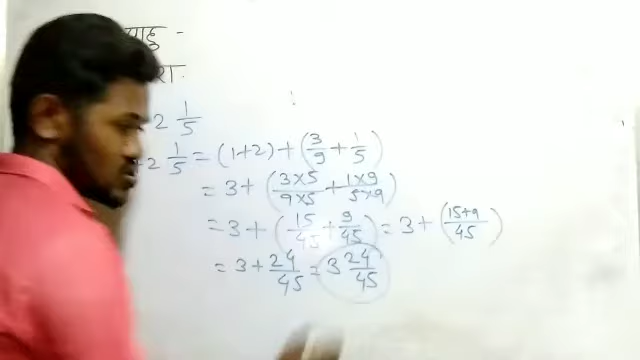 2 1/5
+ 2 1/5 = (1+2) + (3/9 + 1/5)
= 3 + (3×5/9×5 + 1×9/5×9)
= 3 + (15/45 + 9/45) = 3 + (15+9/45)
= 3 + 24/45 = 3 24/45